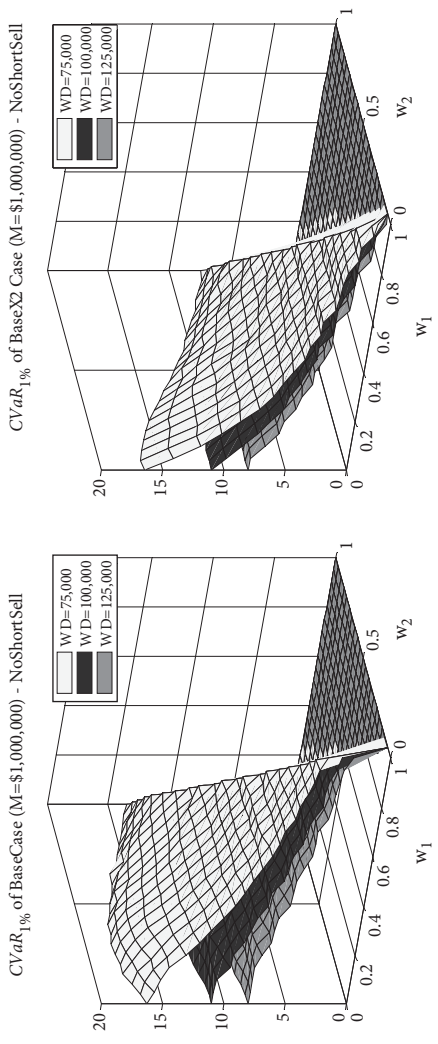 CVaR1% of BaseCase (M=$1,000,000) - NoShortSell
WD=75,000
WD=100,000
WD=125,000
20
15
10
5
0
0
0.2
0.4
0.6
0.8
1
w1
0
0.5
1
w2
CVaR1% of BaseX2 Case (M=$1,000,000) - NoShortSell
WD=75,000
WD=100,000
WD=125,000
20
15
10
5
0
0
0.2
0.4
0.6
0.8
1
w1
0
0.5
1
w2